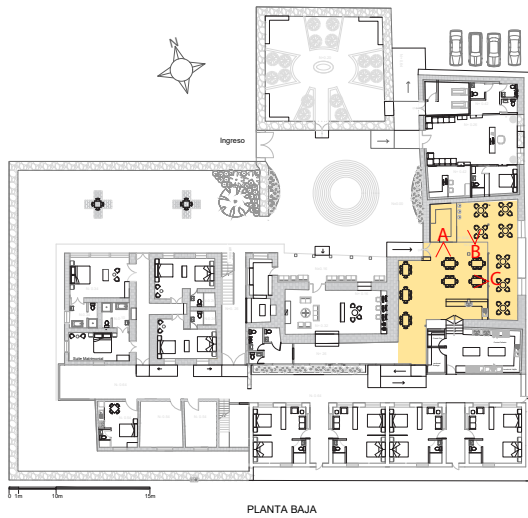 N
Ingreso
A
B
C
Suite Matrimonial
0 1m 10m 15m
PLANTA BAJA